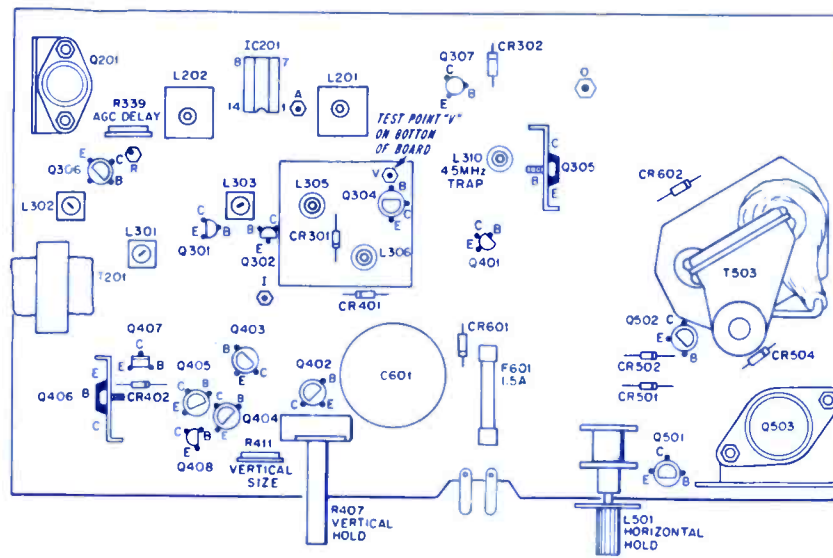 Q201
L202
IC201
8
7
14
1
A
L201
Q307
C
B
E
CR302
O
R339
AGC DELAY
TEST POINT "V"
ON BOTTOM
OF BOARD
E
C
B
Q306
R
V
L310
4.5MHz
TRAP
C
B
E
Q305
CR602
L302
L303
L305
Q304
B
C
E
L301
C
B
E
Q301
B
C
E
Q302
CR301
L306
C
E
B
Q401
T201
I
CR401
T503
Q407
C
E
B
Q403
B
E
C
CR601
Q502
C
E
B
Q405
C
B
E
Q402
B
C
E
C601
F601
1.5A
CR502
CR504
Q406
E
B
C
CR402
C
B
E
Q404
CR501
C
B
E
Q408
R411
VERTICAL
SIZE
Q501
C
E
B
Q503
R407
VERTICAL
HOLD
L501
HORIZONTAL
HOLD